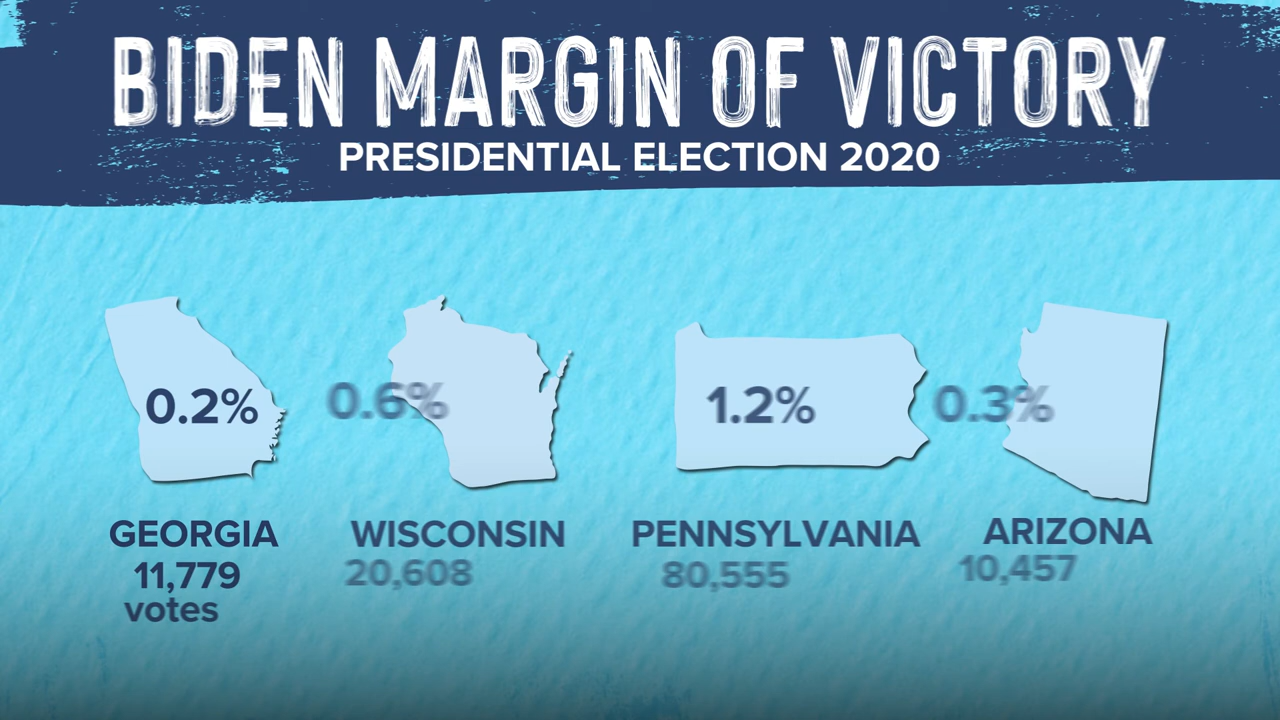 BIDEN MARGIN OF VICTORY
PRESIDENTIAL ELECTION 2020
0.2%
0.6%
1.2%
0.3%
GEORGIA
WISCONSIN
PENNSYLVANIA
ARIZONA
11,779
20,608
80,555
10,457
votes